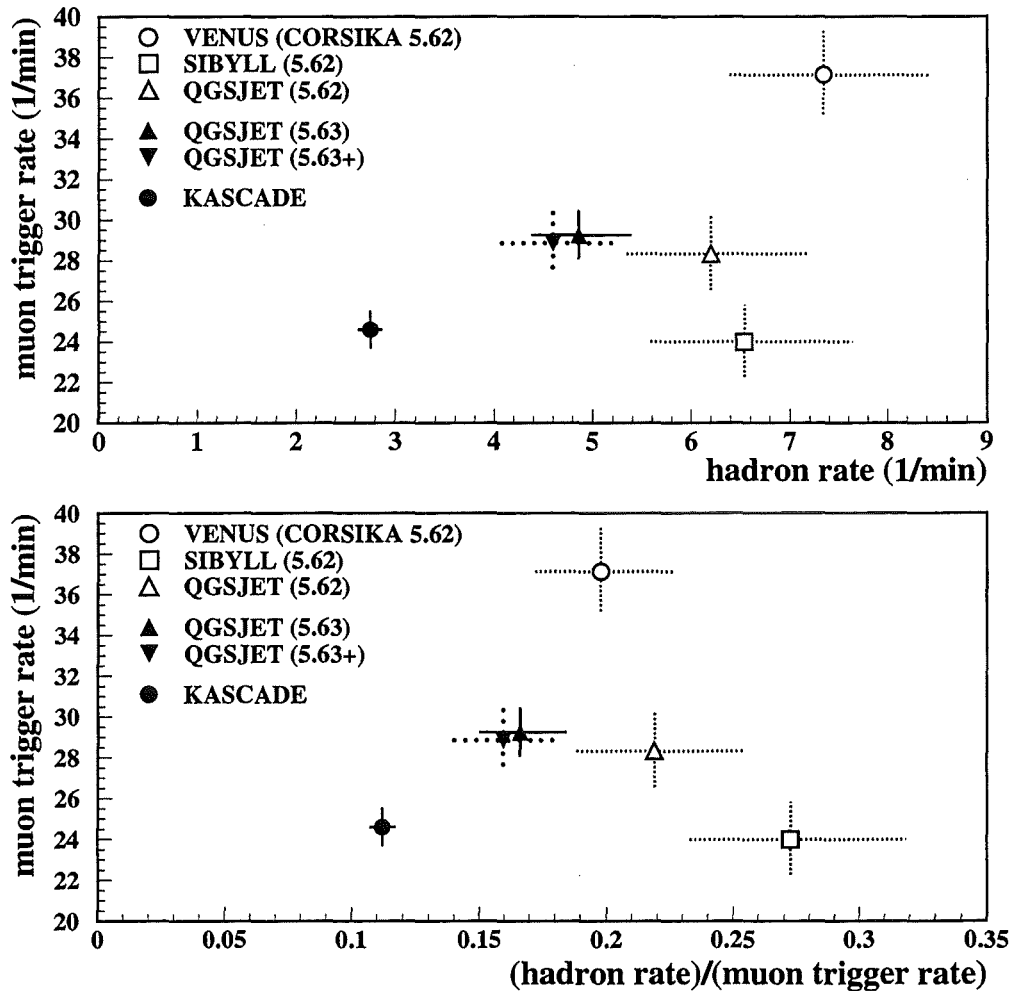 40
38
36
34
32
30
28
26
24
22
20
muon trigger rate (1/min)
VENUS (CORSIKA 5.62)
SIBYLL (5.62)
QGSJET (5.62)
QGSJET (5.63)
QGSJET (5.63+)
KASCADE
0 1 2 3 4 5 6 7 8 9
hadron rate (1/min)
40
38
36
34
32
30
28
26
24
22
20
muon trigger rate (1/min)
VENUS (CORSIKA 5.62)
SIBYLL (5.62)
QGSJET (5.62)
QGSJET (5.63)
QGSJET (5.63+)
KASCADE
0 0.05 0.1 0.15 0.2 0.25 0.3 0.35
(hadron rate)/(muon trigger rate)